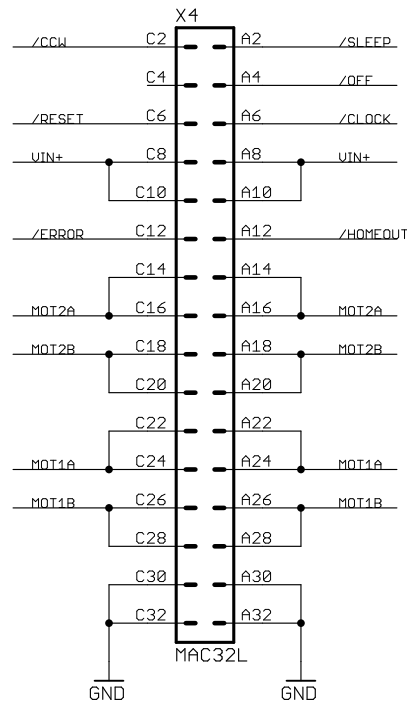 X4
/CCW C2 A2 /SLEEP
C4 A4 /OFF
/RESET C6 A6 /CLOCK
VIN+ C8 A8 VIN+
C10 A10
/ERROR C12 A12 /HOMEOUT
C14 A14
MOT2A C16 A16 MOT2A
MOT2B C18 A18 MOT2B
C20 A20
C22 A22
MOT1A C24 A24 MOT1A
MOT1B C26 A26 MOT1B
C28 A28
C30 A30
C32 A32
MAC32L
GND GND